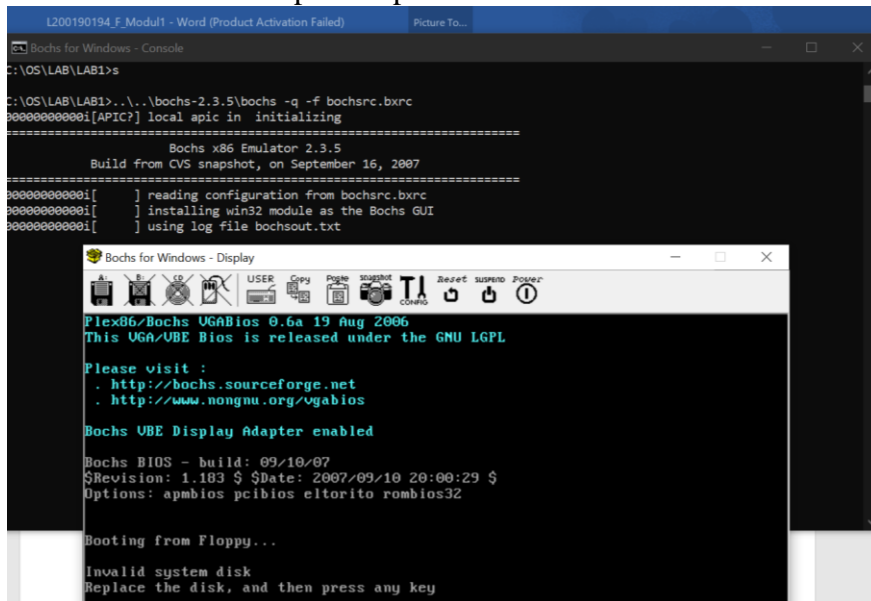 L200190194_F_Modul1 - Word (Product Activation Failed)
Picture To...
Bochs for Windows - Console
C:\OS\LAB\LAB1>s
C:\OS\LAB\LAB1>..\..\bochs-2.3.5\bochs -q -f bochsrc.bxrc
00000000000i[APIC?] local apic in initializing
========================================================================
Bochs x86 Emulator 2.3.5
Build from CVS snapshot, on September 16, 2007
========================================================================
00000000000i[     ] reading configuration from bochsrc.bxrc
00000000000i[     ] installing win32 module as the Bochs GUI
00000000000i[     ] using log file bochsout.txt
Bochs for Windows - Display
A: B: CD USER Copy Paste snapshot CONFIG Reset SUSPEND Power
Plex86/Bochs VGABios 0.6a 19 Aug 2006
This VGA/VBE Bios is released under the GNU LGPL
Please visit :
. http://bochs.sourceforge.net
. http://www.nongnu.org/vgabios
Bochs VBE Display Adapter enabled
Bochs BIOS - build: 09/10/07
$Revision: 1.183 $ $Date: 2007/09/10 20:00:29 $
Options: apmbios pcibios eltorito rombios32
Booting from Floppy...
Invalid system disk
Replace the disk, and then press any key